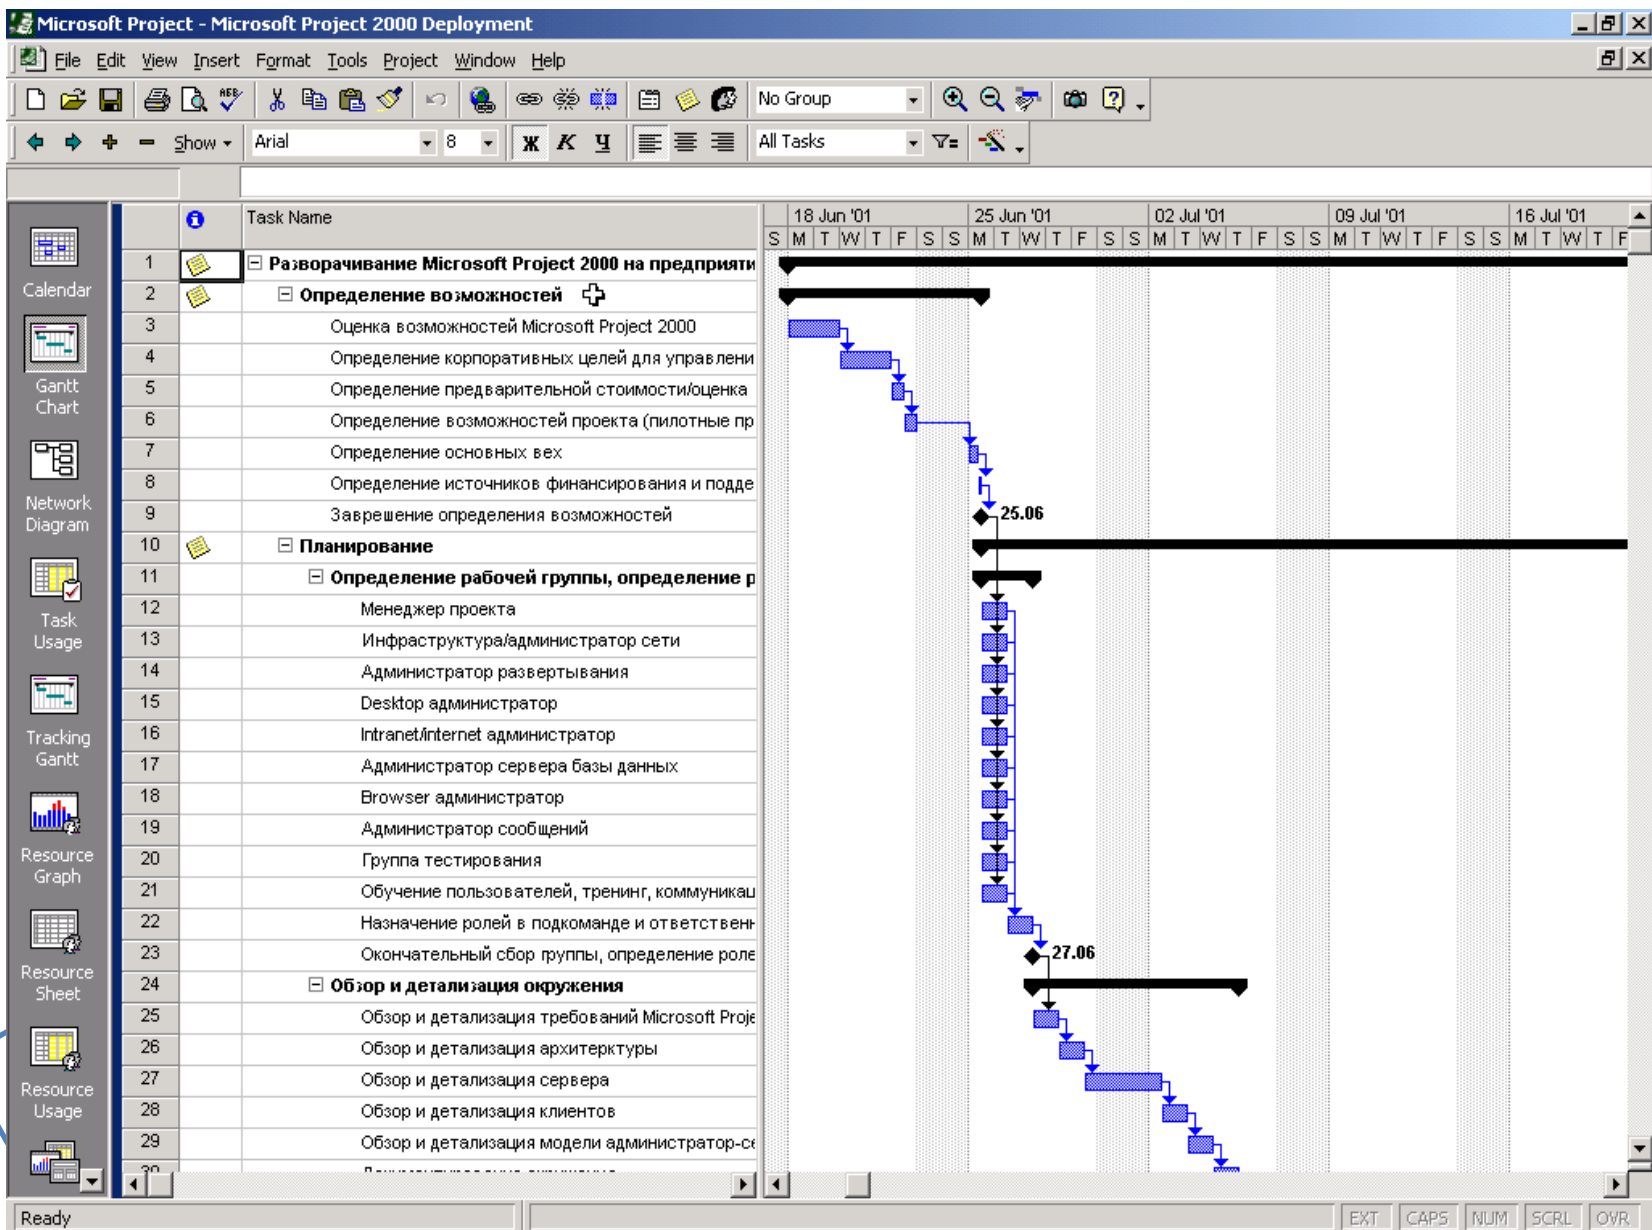 Microsoft Project - Microsoft Project 2000 Deployment
File Edit View Insert Format Tools Project Window Help
No Group
Show Arial 8 Ж К Ч All Tasks
Task Name 18 Jun '01 25 Jun '01 02 Jul '01 09 Jul '01 16 Jul '01
S M T W T F S S M T W T F S S M T W T F S S M T W T F S S M T W T F
1 Разворачивание Microsoft Project 2000 на предприяти
2 Определение возможностей
3 Оценка возможностей Microsoft Project 2000
4 Определение корпоративных целей для управлени
5 Определение предварительной стоимости/оценка
6 Определение возможностей проекта (пилотные пр
7 Определение основных вех
8 Определение источников финансирования и подде
9 Заврешение определения возможностей 25.06
10 Планирование
11 Определение рабочей группы, определение р
12 Менеджер проекта
13 Инфраструктура/администратор сети
14 Администратор развертывания
15 Desktop администратор
16 Intranet/internet администратор
17 Администратор сервера базы данных
18 Browser администратор
19 Администратор сообщений
20 Группа тестирования
21 Обучение пользователей, тренинг, коммуникац
22 Назначение ролей в подкоманде и ответственн
23 Окончательный сбор группы, определение роле 27.06
24 Обзор и детализация окружения
25 Обзор и детализация требований Microsoft Proje
26 Обзор и детализация архитерктуры
27 Обзор и детализация сервера
28 Обзор и детализация клиентов
29 Обзор и детализация модели администратор-се
Calendar
Gantt
Chart
Network
Diagram
Task
Usage
Tracking
Gantt
Resource
Graph
Resource
Sheet
Resource
Usage
Ready EXT CAPS NUM SCRL OVR